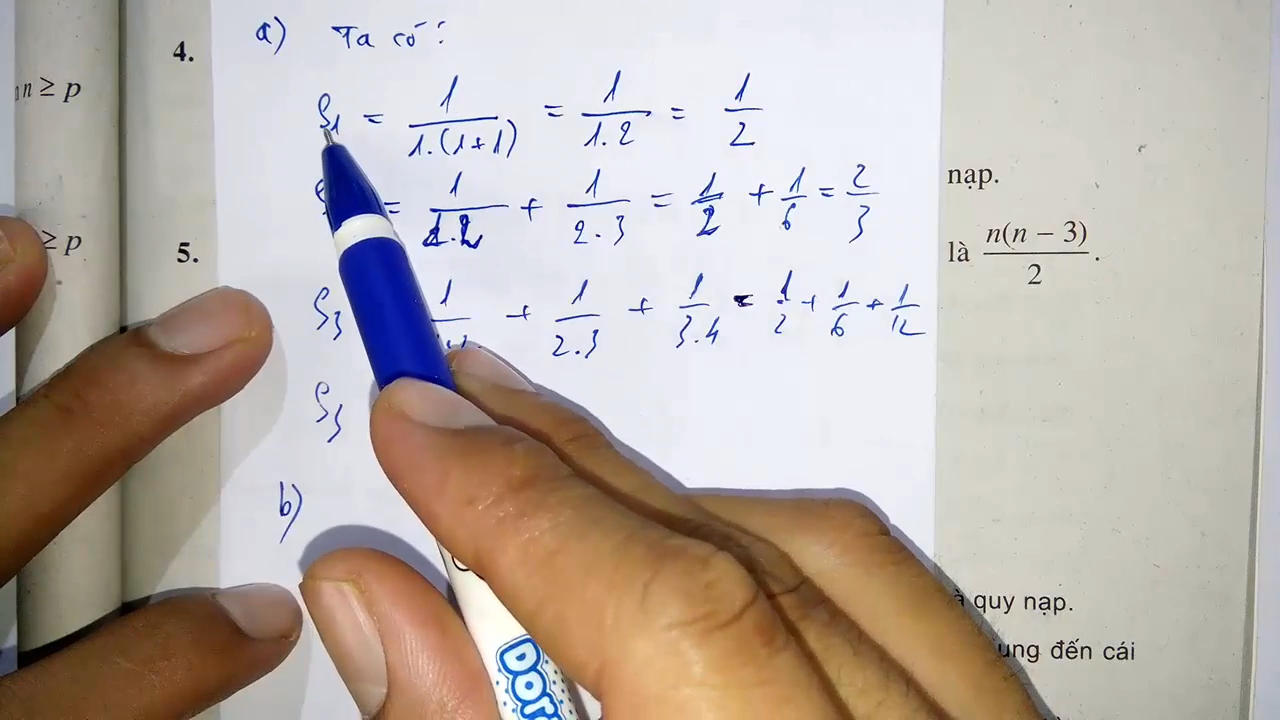 a) Ta có:
4.
n ≥ p
S1 = 1/(1.(1+1)) = 1/(1.2) = 1/2
nạp.
= 1/(1.2) + 1/(2.3) = 1/2 + 1/6 = 2/3
≥ p
5.
là n(n − 3)/2.
S3 1 + 1/(2.3) + 1/(3.4) = 1/2 + 1/6 + 1/12
S3
b)
quy nạp.
đến cái
Dor